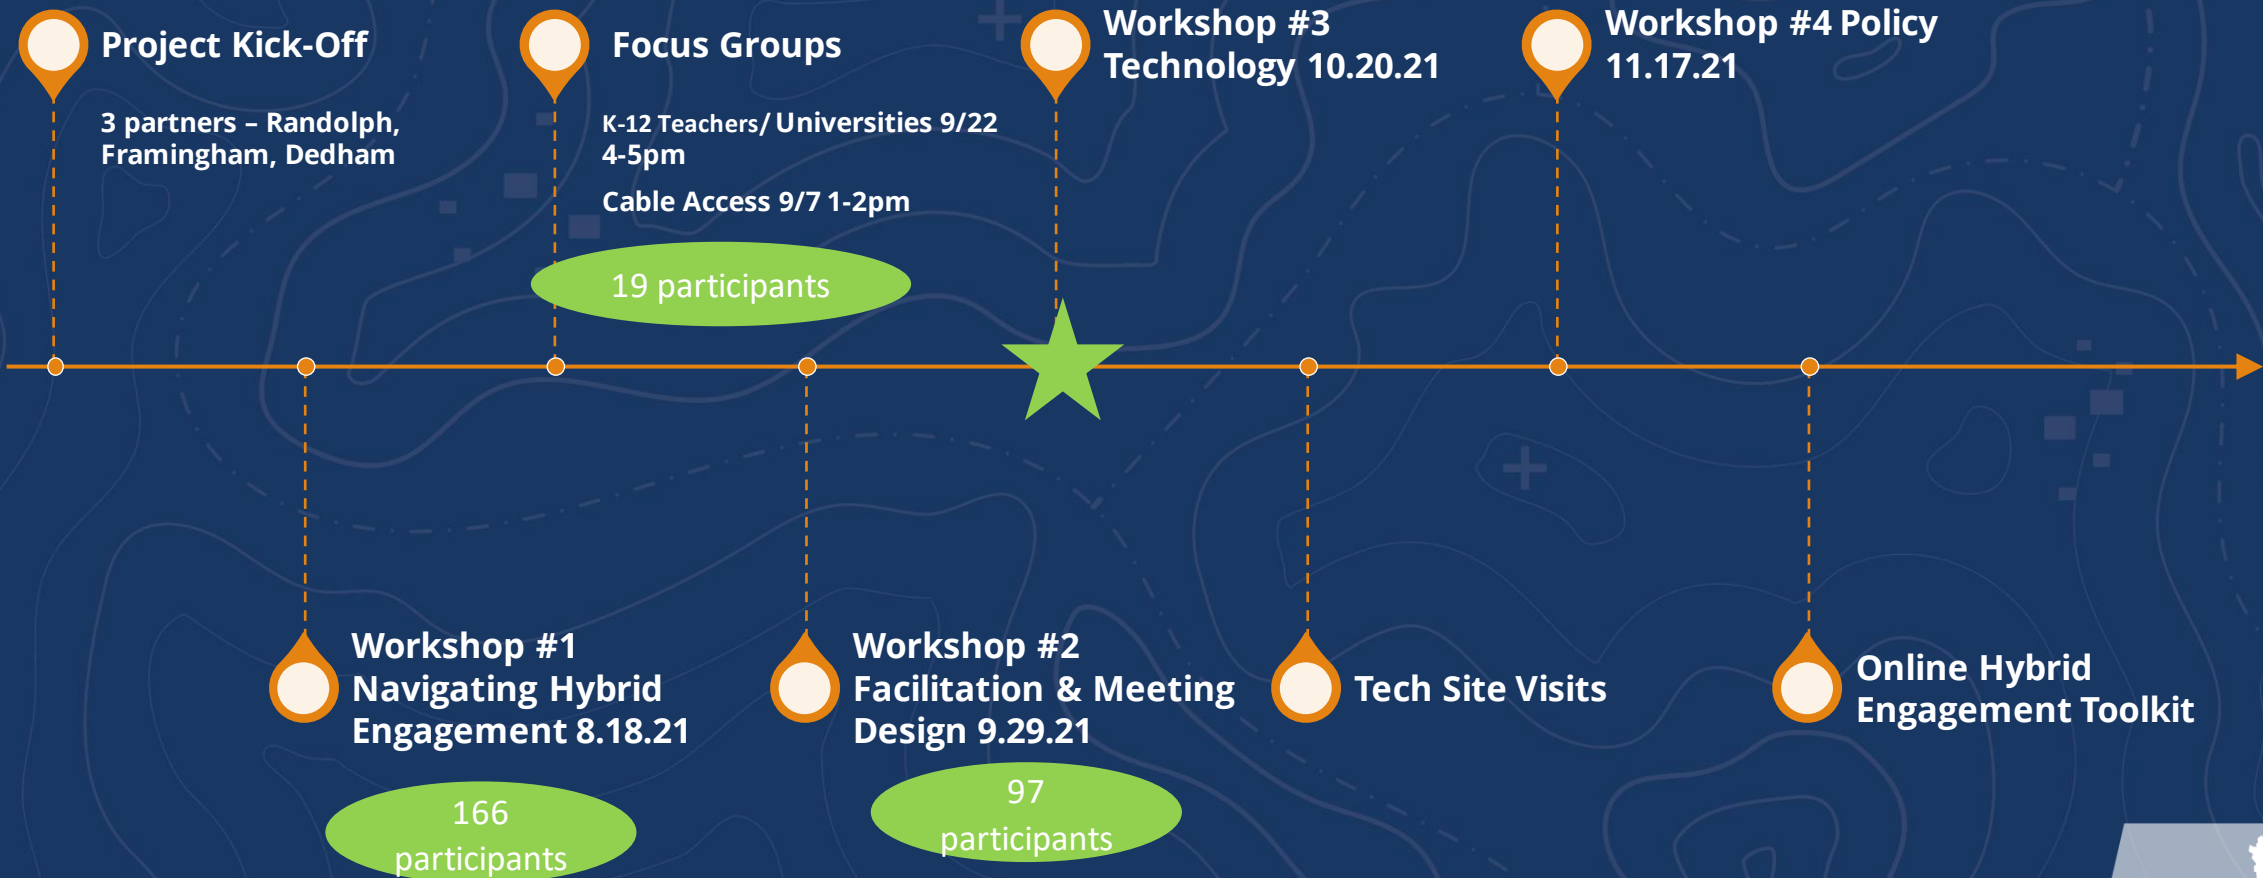 Project Kick-Off
3 partners – Randolph,
Framingham, Dedham
Focus Groups
K-12 Teachers/ Universities 9/22
4-5pm
Cable Access 9/7 1-2pm
19 participants
Workshop #3
Technology 10.20.21
Workshop #4 Policy
11.17.21
Workshop #1
Navigating Hybrid
Engagement 8.18.21
166
participants
Workshop #2
Facilitation & Meeting
Design 9.29.21
97
participants
Tech Site Visits
Online Hybrid
Engagement Toolkit